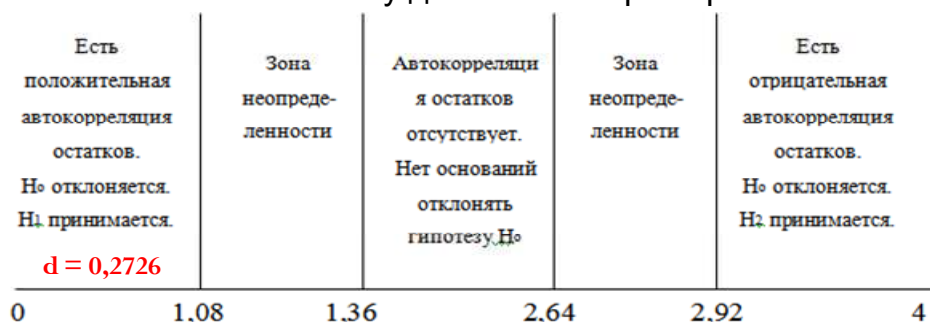 Есть
положительная
автокорреляция
остатков.
H₀ отклоняется.
H1 принимается.
d = 0,2726
Зона
неопреде-
ленности
Автокорреляци
я остатков
отсутствует.
Нет оснований
отклонять
гипотезу H₀
Зона
неопреде-
ленности
Есть
отрицательная
автокорреляция
остатков.
H₀ отклоняется.
H2 принимается.
0 1,08 1,36 2,64 2,92 4